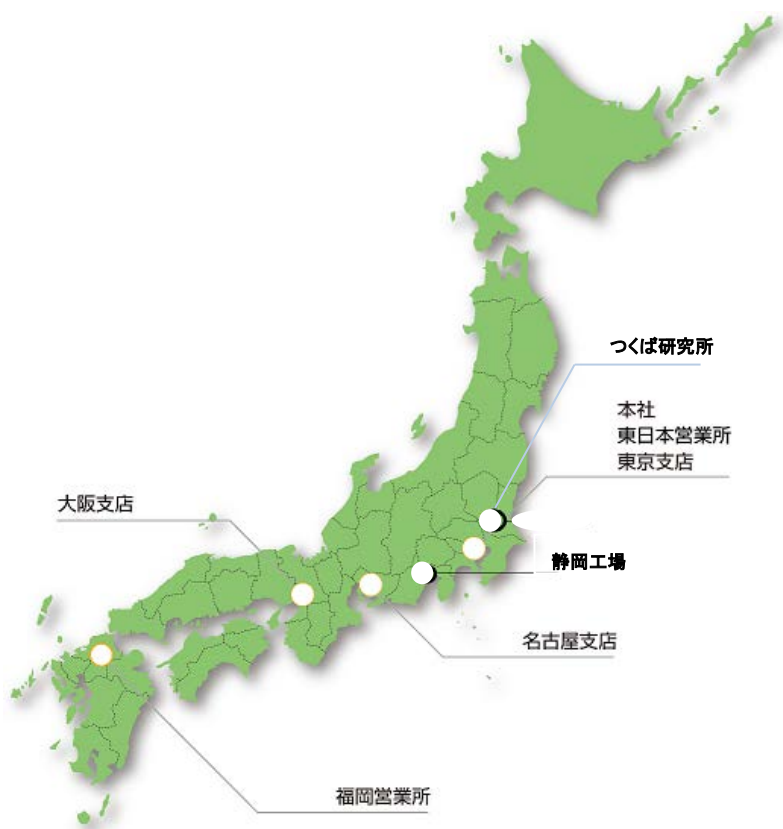 つくば研究所
本社
東日本営業所
東京支店
大阪支店
静岡工場
名古屋支店
福岡営業所